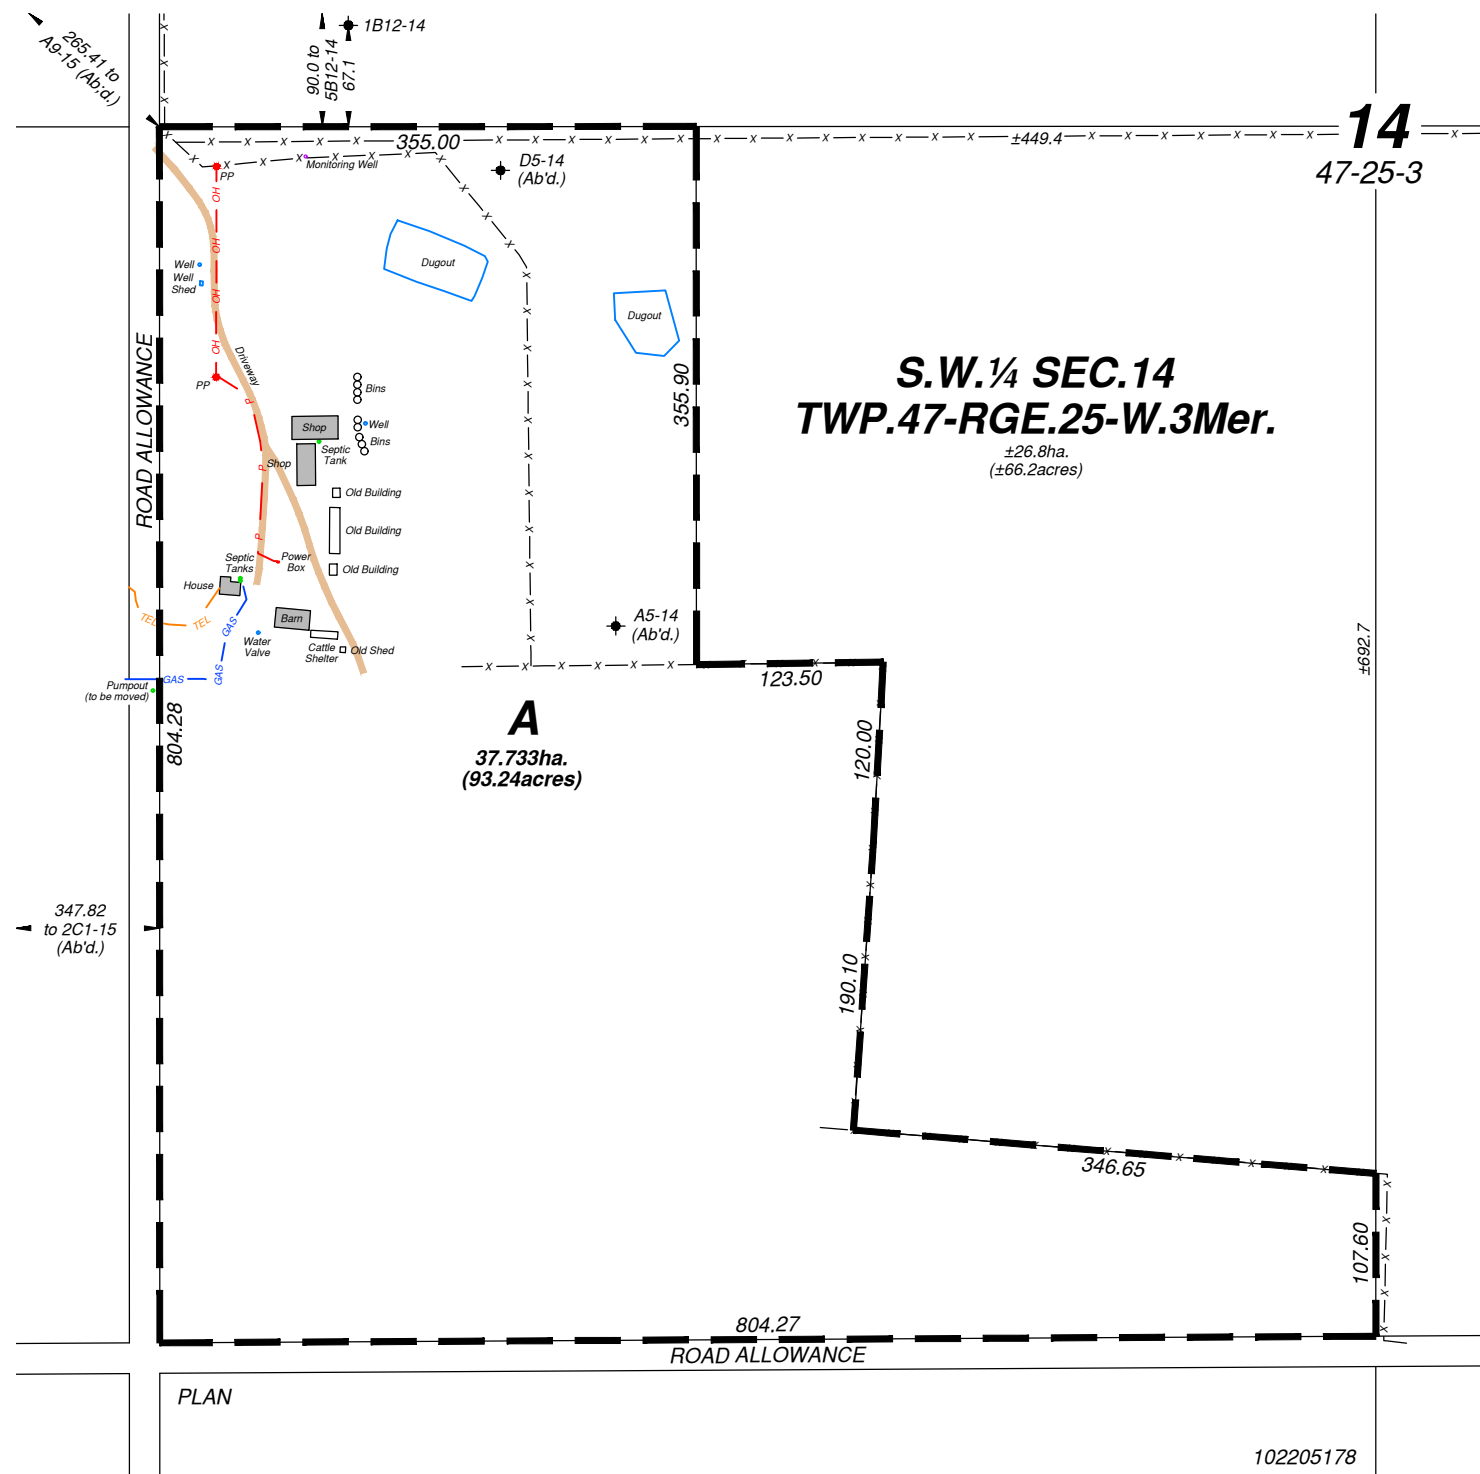 265.41 to
A9-15 (Ab;d.)
90.0 to
5B12-14
67.1
1B12-14
14
47-25-3
355.00
±449.4
D5-14
(Ab'd.)
Monitoring Well
PP
OH
OH
OH
OH
Well
Well
Shed
Dugout
Dugout
ROAD ALLOWANCE
Driveway
PP
P
P
P
Bins
Shop
Well
Bins
Septic
Tank
Shop
Old Building
Old Building
Old Building
355.90
S.W.¼ SEC.14
TWP.47-RGE.25-W.3Mer.
±26.8ha.
(±66.2acres)
Septic
Tanks
Power
Box
House
TEL
TEL
GAS
GAS
GAS
Barn
Water
Valve
Cattle
Shelter
Old Shed
A5-14
(Ab'd.)
±692.7
Pumpout
(to be moved)
804.28
123.50
120.00
A
37.733ha.
(93.24acres)
347.82
to 2C1-15
(Ab'd.)
190.10
346.65
107.60
804.27
ROAD ALLOWANCE
PLAN
102205178